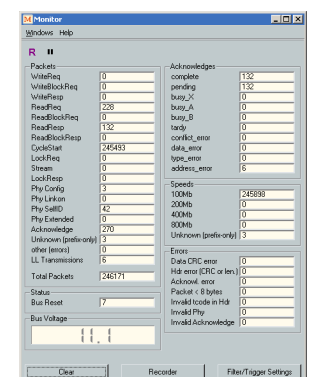 Monitor
Windows Help
R
Packets
WriteReq 0
WriteBlockReq 0
WriteResp 0
ReadReq 228
ReadBlockReq 0
ReadResp 132
ReadBlockResp 0
CycleStart 245493
LockReq 0
Stream 0
LockResp 0
Phy Config 3
Phy Linkon 0
Phy SelfID 42
Phy Extended 0
Acknowledge 270
Unknown (prefix-only) 3
other (errors) 0
LL Transmissions 6
Total Packets 246171
Status
Bus Reset 7
Bus Voltage
11.1
Acknowledges
complete 132
pending 132
busy_X 0
busy_A 0
busy_B 0
tardy 0
conflict_error 0
data_error 0
type_error 0
address_error 6
Speeds
100Mb 245898
200Mb 0
400Mb 0
800Mb 0
Unknown (prefix-only) 3
Errors
Data CRC error 0
Hdr error (CRC or len.) 0
Acknowl. error 0
Packet < 8 bytes 0
Invalid tcode in Hdr 0
Invalid Phy 0
Invalid Acknowledge 0
Clear
Recorder
Filter/Trigger Settings